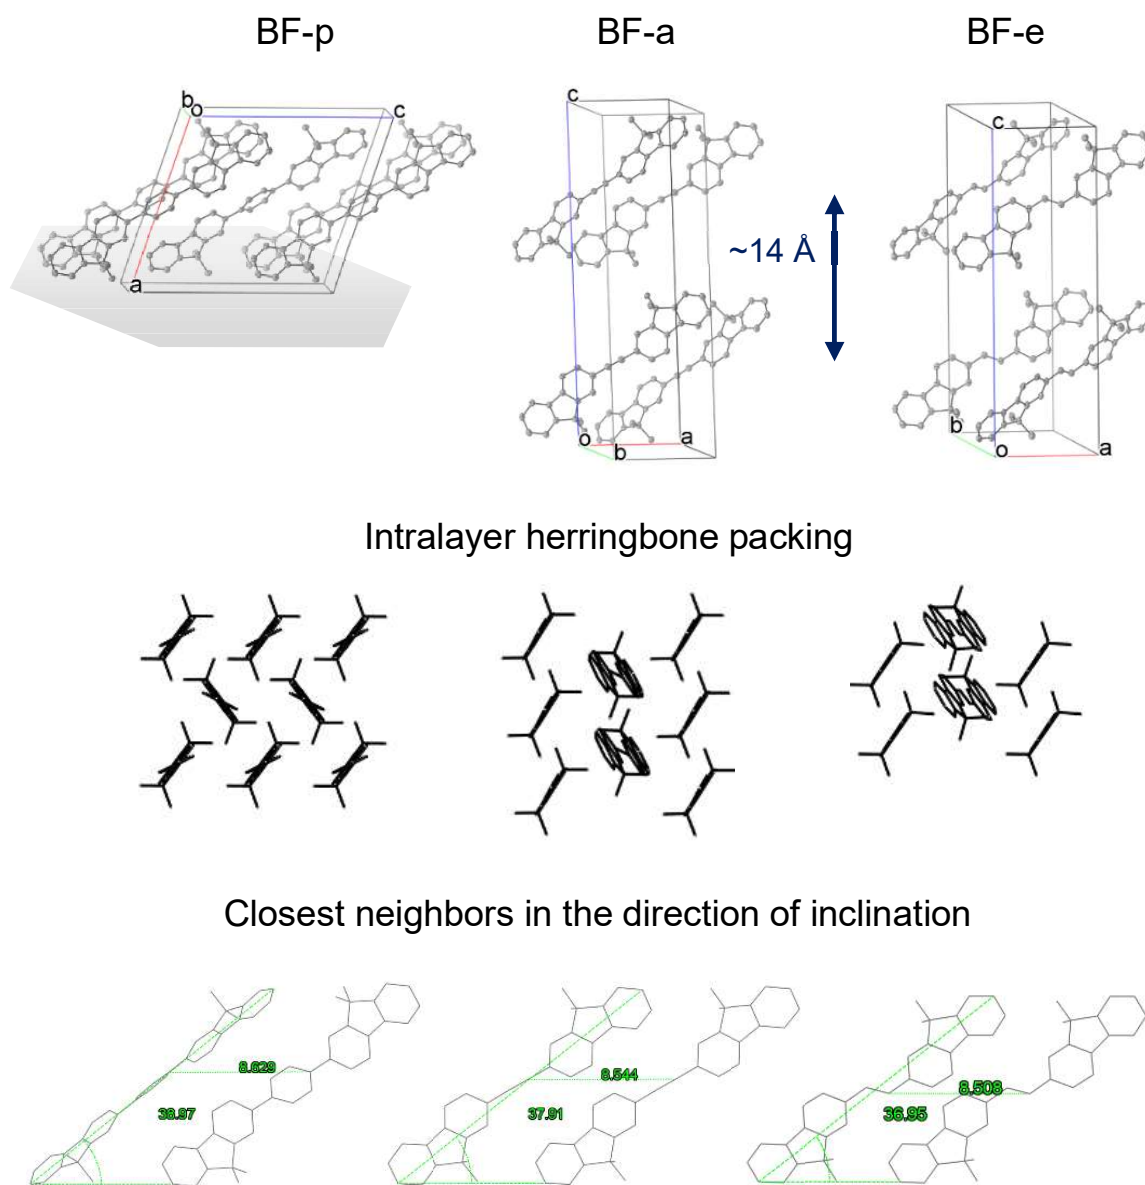 BF-p BF-a BF-e
b o c a
c o b a
c b o a
~14 Å
Intralayer herringbone packing
Closest neighbors in the direction of inclination
8.629
38.97
8.544
37.91
8.508
36.95